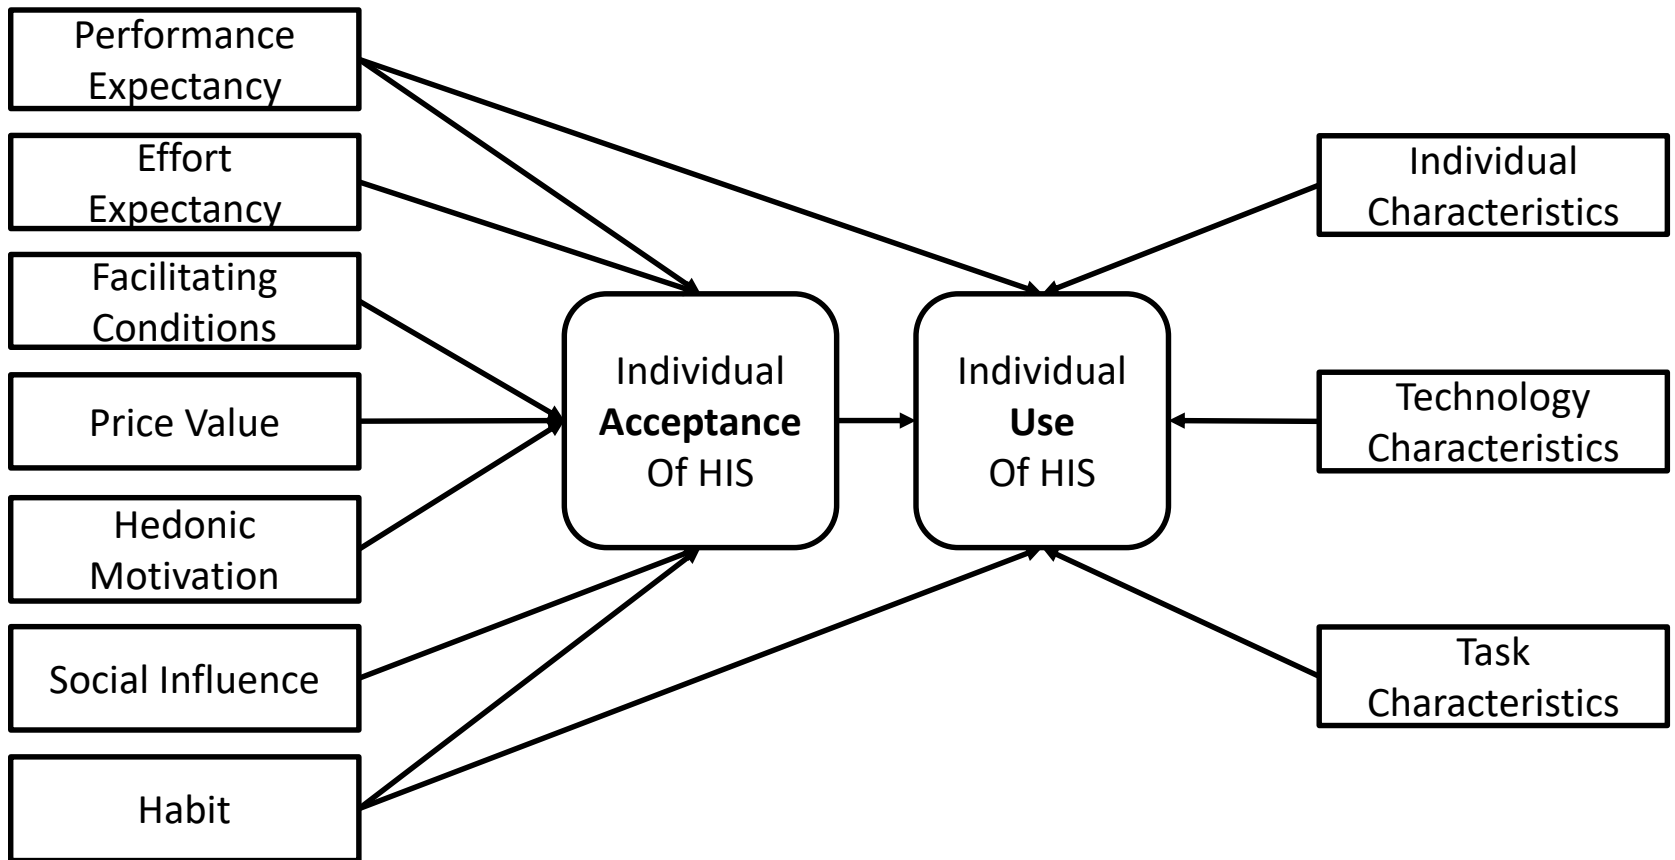 Performance
Expectancy
Effort
Expectancy
Facilitating
Conditions
Price Value
Hedonic
Motivation
Social Influence
Habit
Individual
Acceptance
Of HIS
Individual
Use
Of HIS
Individual
Characteristics
Technology
Characteristics
Task
Characteristics